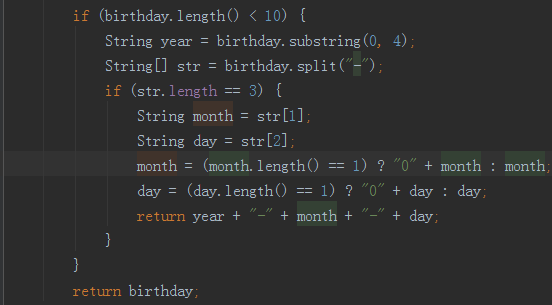 if (birthday.length() < 10) {
String year = birthday.substring(0, 4);
String[] str = birthday.split("-");
if (str.length == 3) {
String month = str[1];
String day = str[2];
month = (month.length() == 1) ? "0" + month : month;
day = (day.length() == 1) ? "0" + day : day;
return year + "-" + month + "-" + day;
}
}
return birthday;